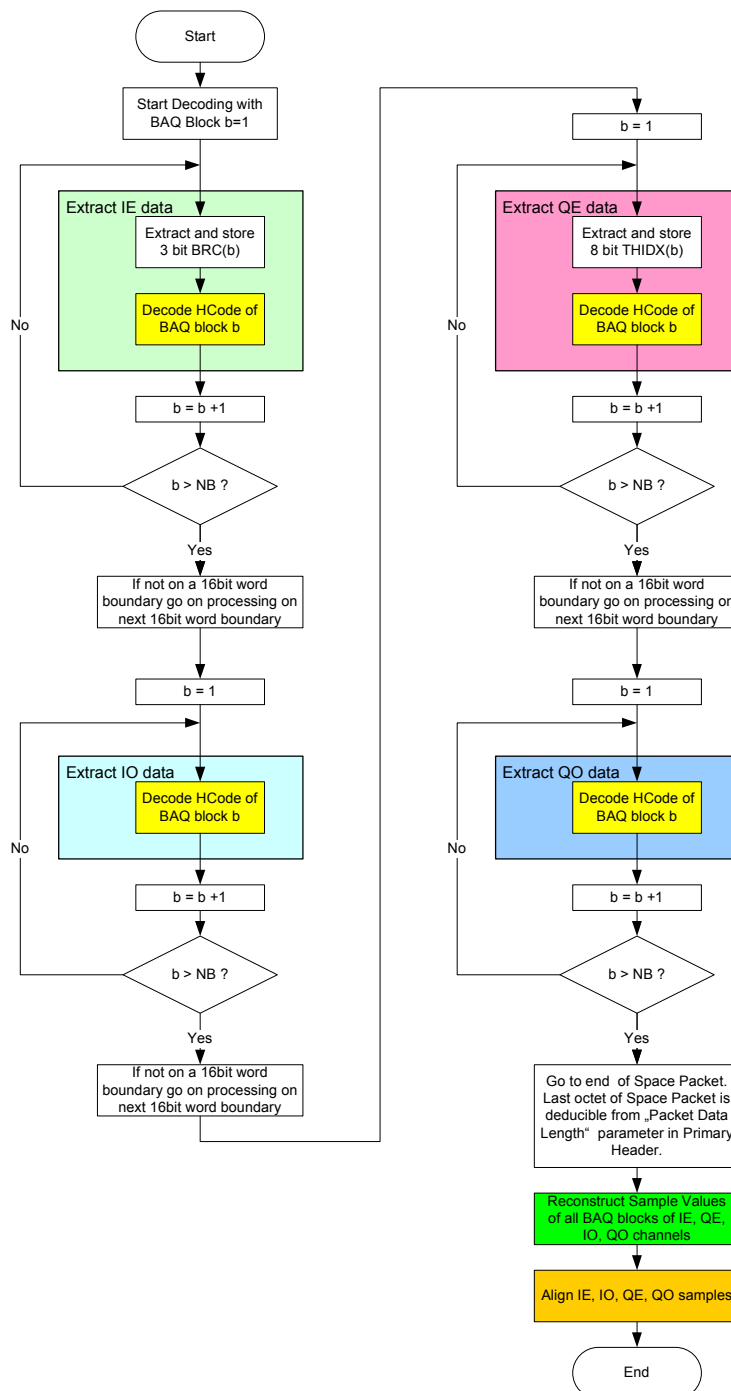 Start
Start Decoding with
BAQ Block b=1
Extract IE data
Extract and store
3 bit BRC(b)
Decode HCode of
BAQ block b
No
b = b +1
b > NB ?
Yes
If not on a 16bit word
boundary go on processing on
next 16bit word boundary
b = 1
Extract IO data
Decode HCode of
BAQ block b
No
b = b +1
b > NB ?
Yes
If not on a 16bit word
boundary go on processing on
next 16bit word boundary
b = 1
Extract QE data
Extract and store
8 bit THIDX(b)
Decode HCode of
BAQ block b
No
b = b +1
b > NB ?
Yes
If not on a 16bit word
boundary go on processing on
next 16bit word boundary
b = 1
Extract QO data
Decode HCode of
BAQ block b
No
b = b +1
b > NB ?
Yes
Go to end of Space Packet.
Last octet of Space Packet is
deducible from „Packet Data
Length“ parameter in Primary
Header.
Reconstruct Sample Values
of all BAQ blocks of IE, QE,
IO, QO channels
Align IE, IO, QE, QO samples
End